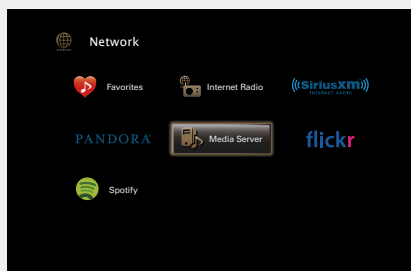 Network
Favorites
Internet Radio
((SiriusXM))
INTERNET RADIO
PANDORA
Media Server
flickr
Spotify